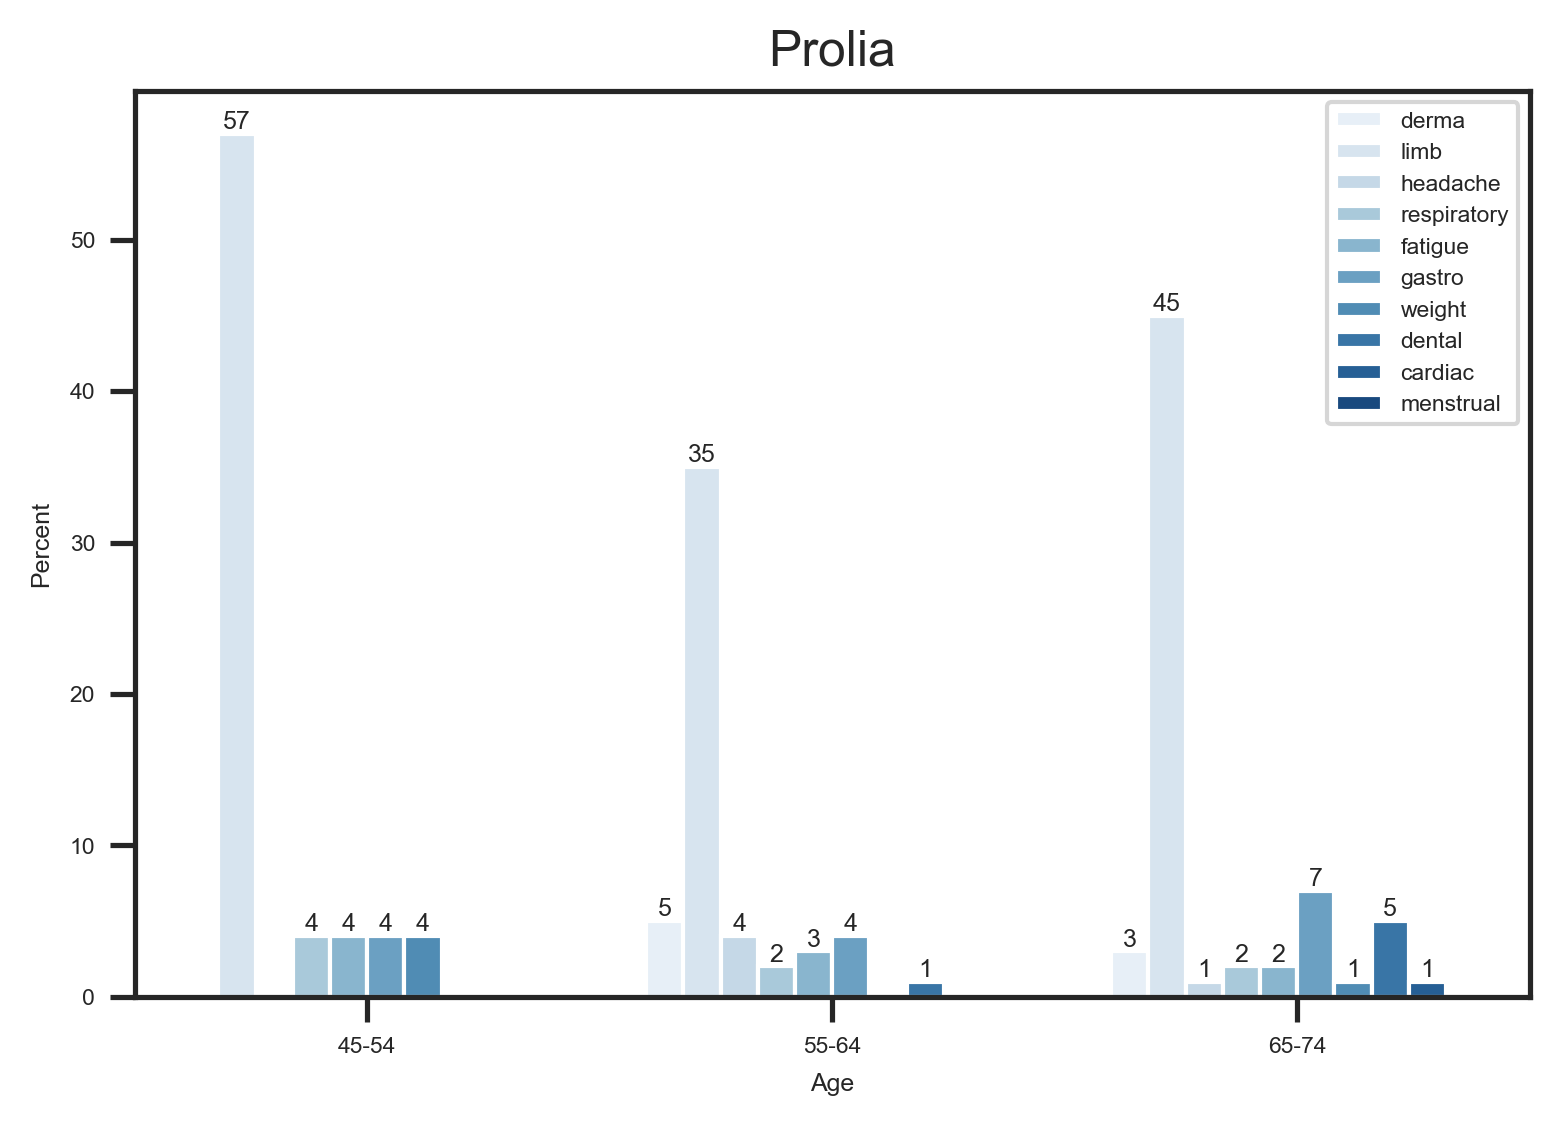 Prolia
57
35
45
4 4 4 4
5 4 2 3 4 1
3 1 2 2 7 1 5 1
derma
limb
headache
respiratory
fatigue
gastro
weight
dental
cardiac
menstrual
Percent
50
40
30
20
10
0
45-54 55-64 65-74
Age